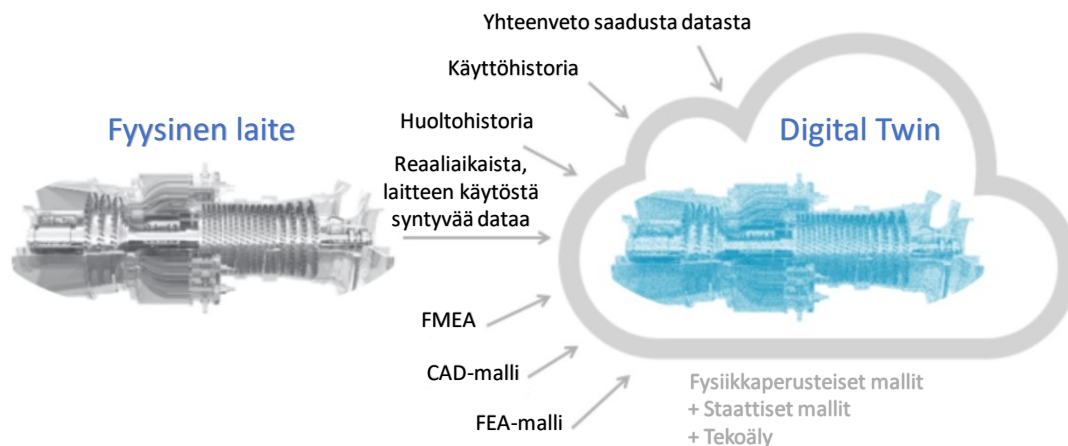 Yhteenveto saadusta datasta
Käyttöhistoria
Huoltohistoria
Fyysinen laite
Digital Twin
Reaaliaikaista,
laitteen käytöstä
syntyvää dataa
FMEA
CAD-malli
FEA-malli
Fysiikkaperusteiset mallit
+ Staattiset mallit
+ Tekoäly